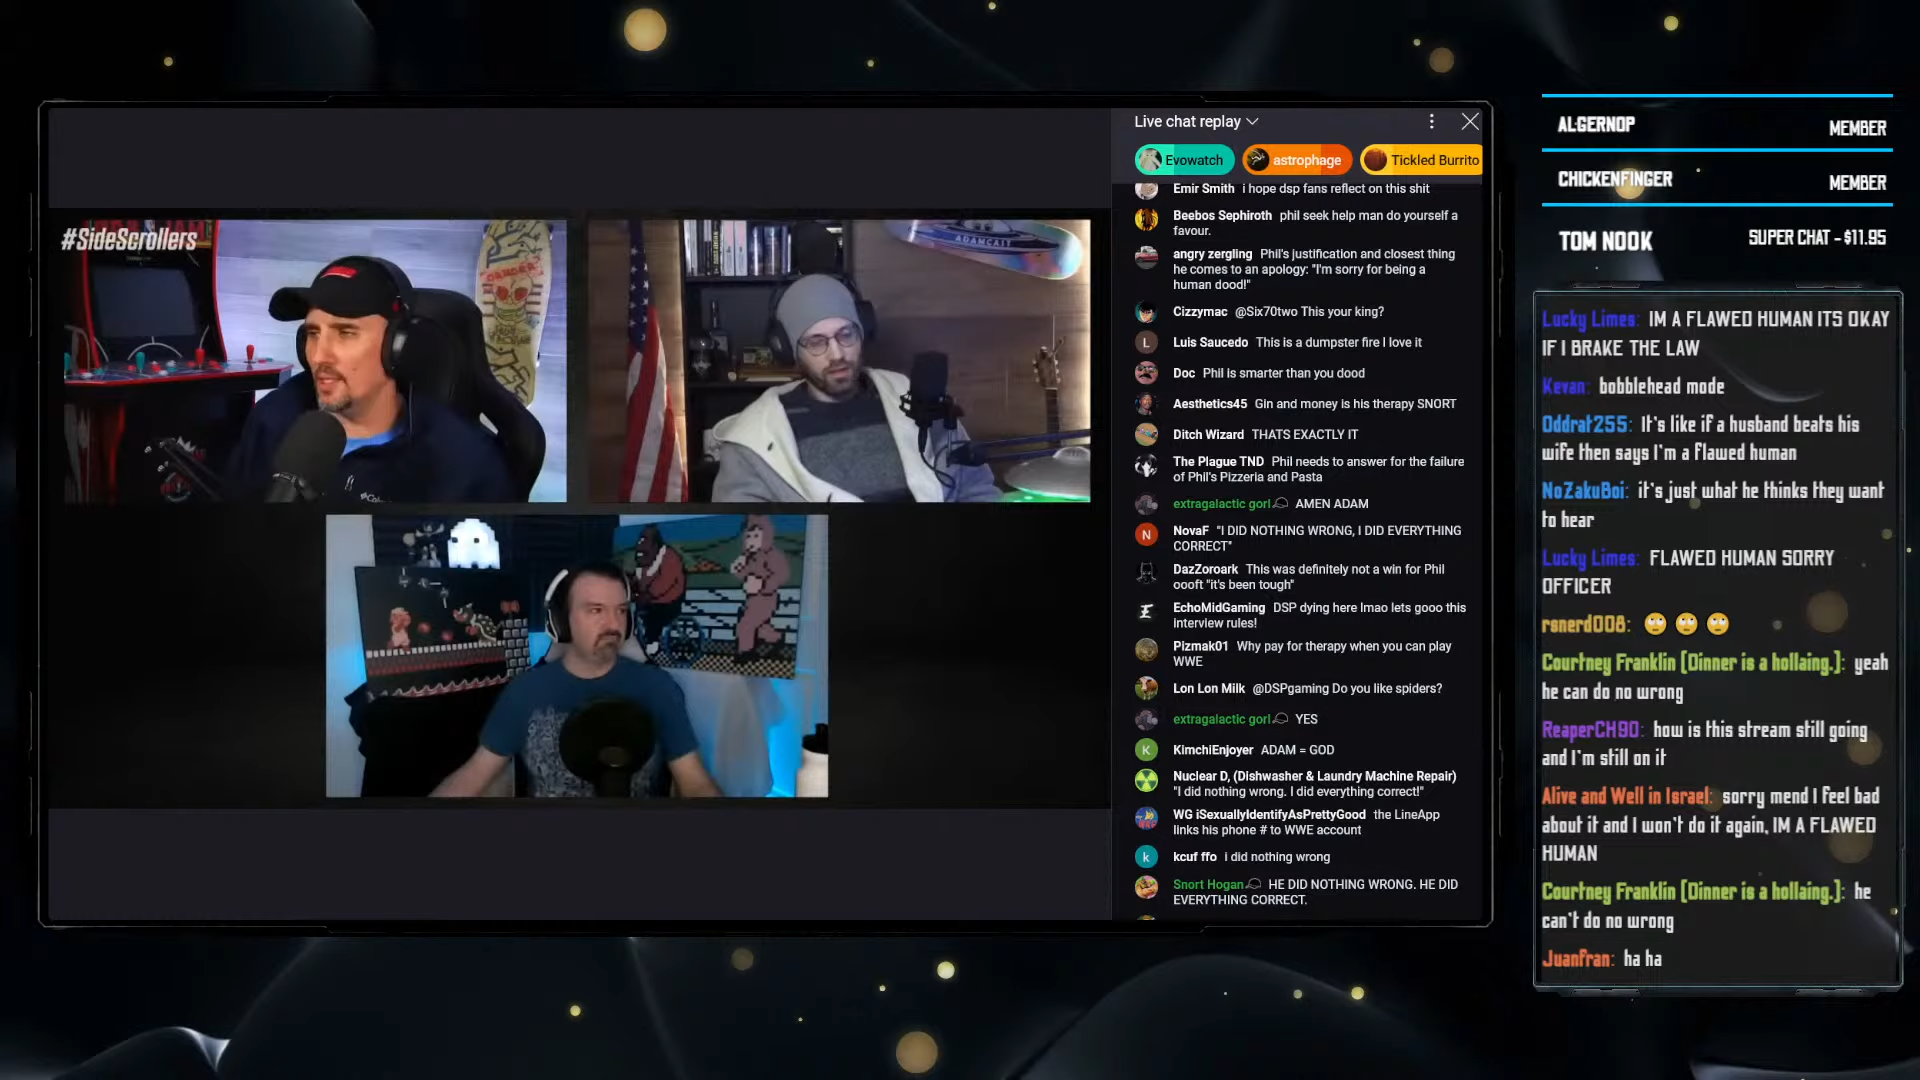 #SideScrollers
ADAMCAST
Live chat replay
Evowatch
astrophage
Tickled Burrito
Emir Smith i hope dsp fans reflect on this shit
Beebos Sephiroth phil seek help man do yourself a
favour.
angry zergling Phil's justification and closest thing
he comes to an apology: "I'm sorry for being a
human dood!"
Cizzymac @Six70two This your king?
L
Luis Saucedo This is a dumpster fire I love it
Doc Phil is smarter than you dood
Aesthetics45 Gin and money is his therapy SNORT
Ditch Wizard THATS EXACTLY IT
The Plague TND Phil needs to answer for the failure
of Phil's Pizzeria and Pasta
extragalactic gorl AMEN ADAM
N
NovaF "I DID NOTHING WRONG, I DID EVERYTHING
CORRECT"
DazZoroark This was definitely not a win for Phil
oooft "it's been tough"
EchoMidGaming DSP dying here lmao lets gooo this
interview rules!
Pizmak01 Why pay for therapy when you can play
WWE
Lon Lon Milk @DSPgaming Do you like spiders?
extragalactic gorl YES
K
KimchiEnjoyer ADAM = GOD
Nuclear D, (Dishwasher & Laundry Machine Repair)
"I did nothing wrong. I did everything correct!"
WG iSexuallyIdentifyAsPrettyGood the LineApp
links his phone # to WWE account
k
kcuf ffo i did nothing wrong
Snort Hogan HE DID NOTHING WRONG. HE DID
EVERYTHING CORRECT.
ALGERNOP MEMBER
CHICKENFINGER MEMBER
TOM NOOK SUPER CHAT - $11.95
Lucky Limes: IM A FLAWED HUMAN ITS OKAY
IF I BRAKE THE LAW
Kevan: bobblehead mode
Oddrat255: It's like if a husband beats his
wife then says I'm a flawed human
NoZakuBoi: it's just what he thinks they want
to hear
Lucky Limes: FLAWED HUMAN SORRY
OFFICER
rsnerd008: 🙄 🙄 🙄
Courtney Franklin (Dinner is a hollaing.): yeah
he can do no wrong
ReaperCH90: how is this stream still going
and I'm still on it
Alive and Well in Israel: sorry mend I feel bad
about it and I won't do it again, IM A FLAWED
HUMAN
Courtney Franklin (Dinner is a hollaing.): he
can't do no wrong
Juanfran: ha ha